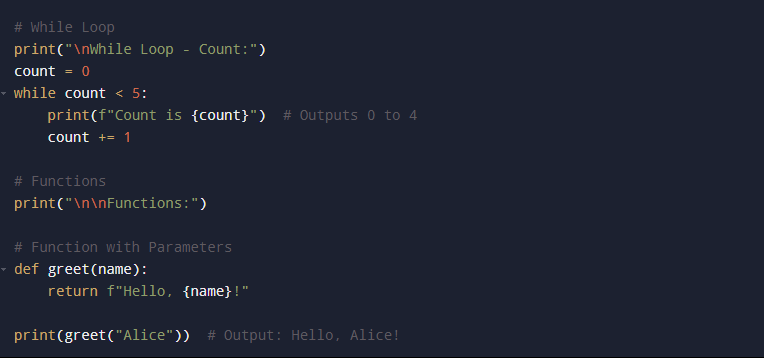 # While Loop
print("\nWhile Loop - Count:")
count = 0
while count < 5:
    print(f"Count is {count}")  # Outputs 0 to 4
    count += 1
# Functions
print("\n\nFunctions:")
# Function with Parameters
def greet(name):
    return f"Hello, {name}!"
print(greet("Alice"))  # Output: Hello, Alice!